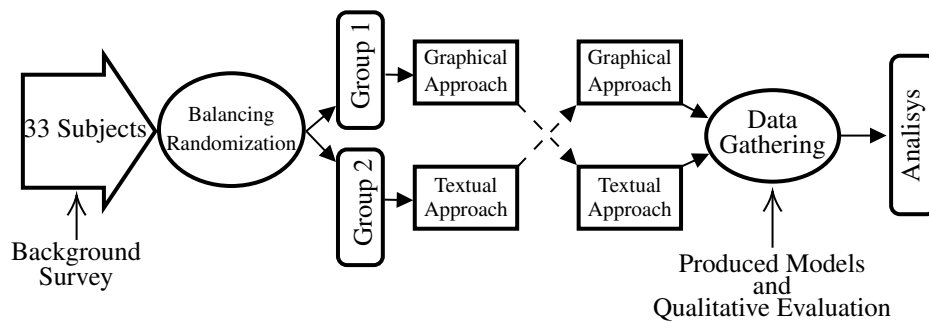 33 Subjects
Background
Survey
Balancing
Randomization
Group 1
Group 2
Graphical
Approach
Textual
Approach
Graphical
Approach
Textual
Approach
Data
Gathering
Produced Models
and
Qualitative Evaluation
Analisys